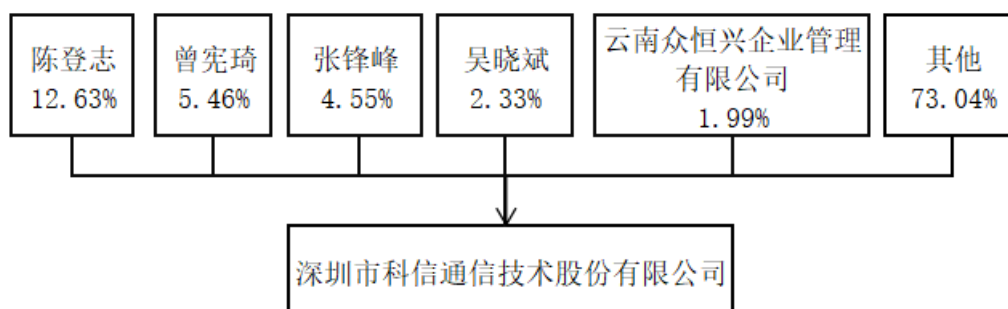 陈登志
12.63%
曾宪琦
5.46%
张锋峰
4.55%
吴晓斌
2.33%
云南众恒兴企业管理
有限公司
1.99%
其他
73.04%
深圳市科信通信技术股份有限公司